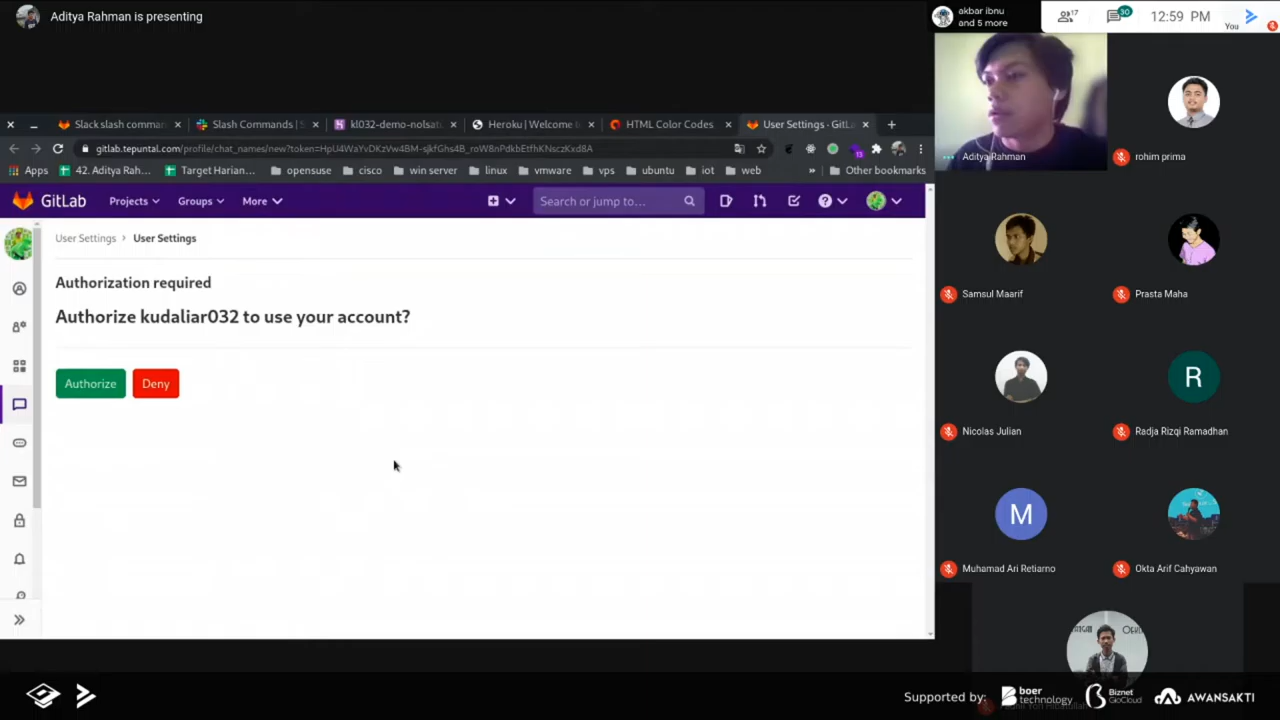 Aditya Rahman is presenting
akbar ibnu
and 5 more
17
30
12:59 PM
You
Slack slash comman
Slash Commands | S
kl032-demo-nolsatu
Heroku | Welcome to
HTML Color Codes
User Settings · GitLa
gitlab.tepuntal.com/profile/chat_names/new?token=
Apps
42. Aditya Rah...
Target Harian...
opensuse
cisco
win server
linux
vmware
vps
ubuntu
iot
web
Other bookmarks
GitLab
Projects
Groups
More
Search or jump to...
User Settings > User Settings
Authorization required
Authorize kudaliar032 to use your account?
Authorize
Deny
Aditya Rahman
rohim prima
Samsul Maarif
Prasta Maha
Nicolas Julian
R
Radja Rizqi Ramadhan
M
Muhamad Ari Retiarno
Okta Arif Cahyawan
Supported by:
boer
technology
Biznet
GioCloud
AWANSAKTI